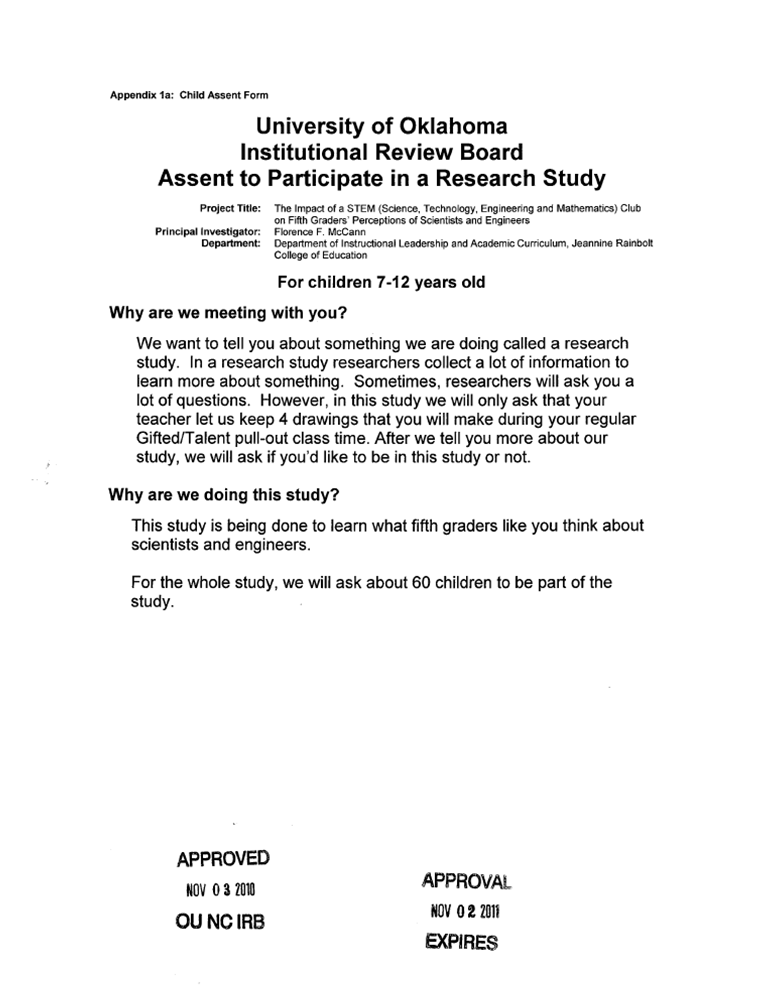 Appendix 1a: Child Assent Form
University of Oklahoma
Institutional Review Board
Assent to Participate in a Research Study
Project Title: The Impact of a STEM (Science, Technology, Engineering and Mathematics) Club
on Fifth Graders' Perceptions of Scientists and Engineers
Principal Investigator: Florence F. McCann
Department: Department of Instructional Leadership and Academic Curriculum, Jeannine Rainbolt
College of Education
For children 7-12 years old
Why are we meeting with you?
We want to tell you about something we are doing called a research
study. In a research study researchers collect a lot of information to
learn more about something. Sometimes, researchers will ask you a
lot of questions. However, in this study we will only ask that your
teacher let us keep 4 drawings that you will make during your regular
Gifted/Talent pull-out class time. After we tell you more about our
study, we will ask if you'd like to be in this study or not.
Why are we doing this study?
This study is being done to learn what fifth graders like you think about
scientists and engineers.
For the whole study, we will ask about 60 children to be part of the
study.
APPROVED
NOV 03 2010
OU NC IRB
APPROVAL
NOV 02 2011
EXPIRES